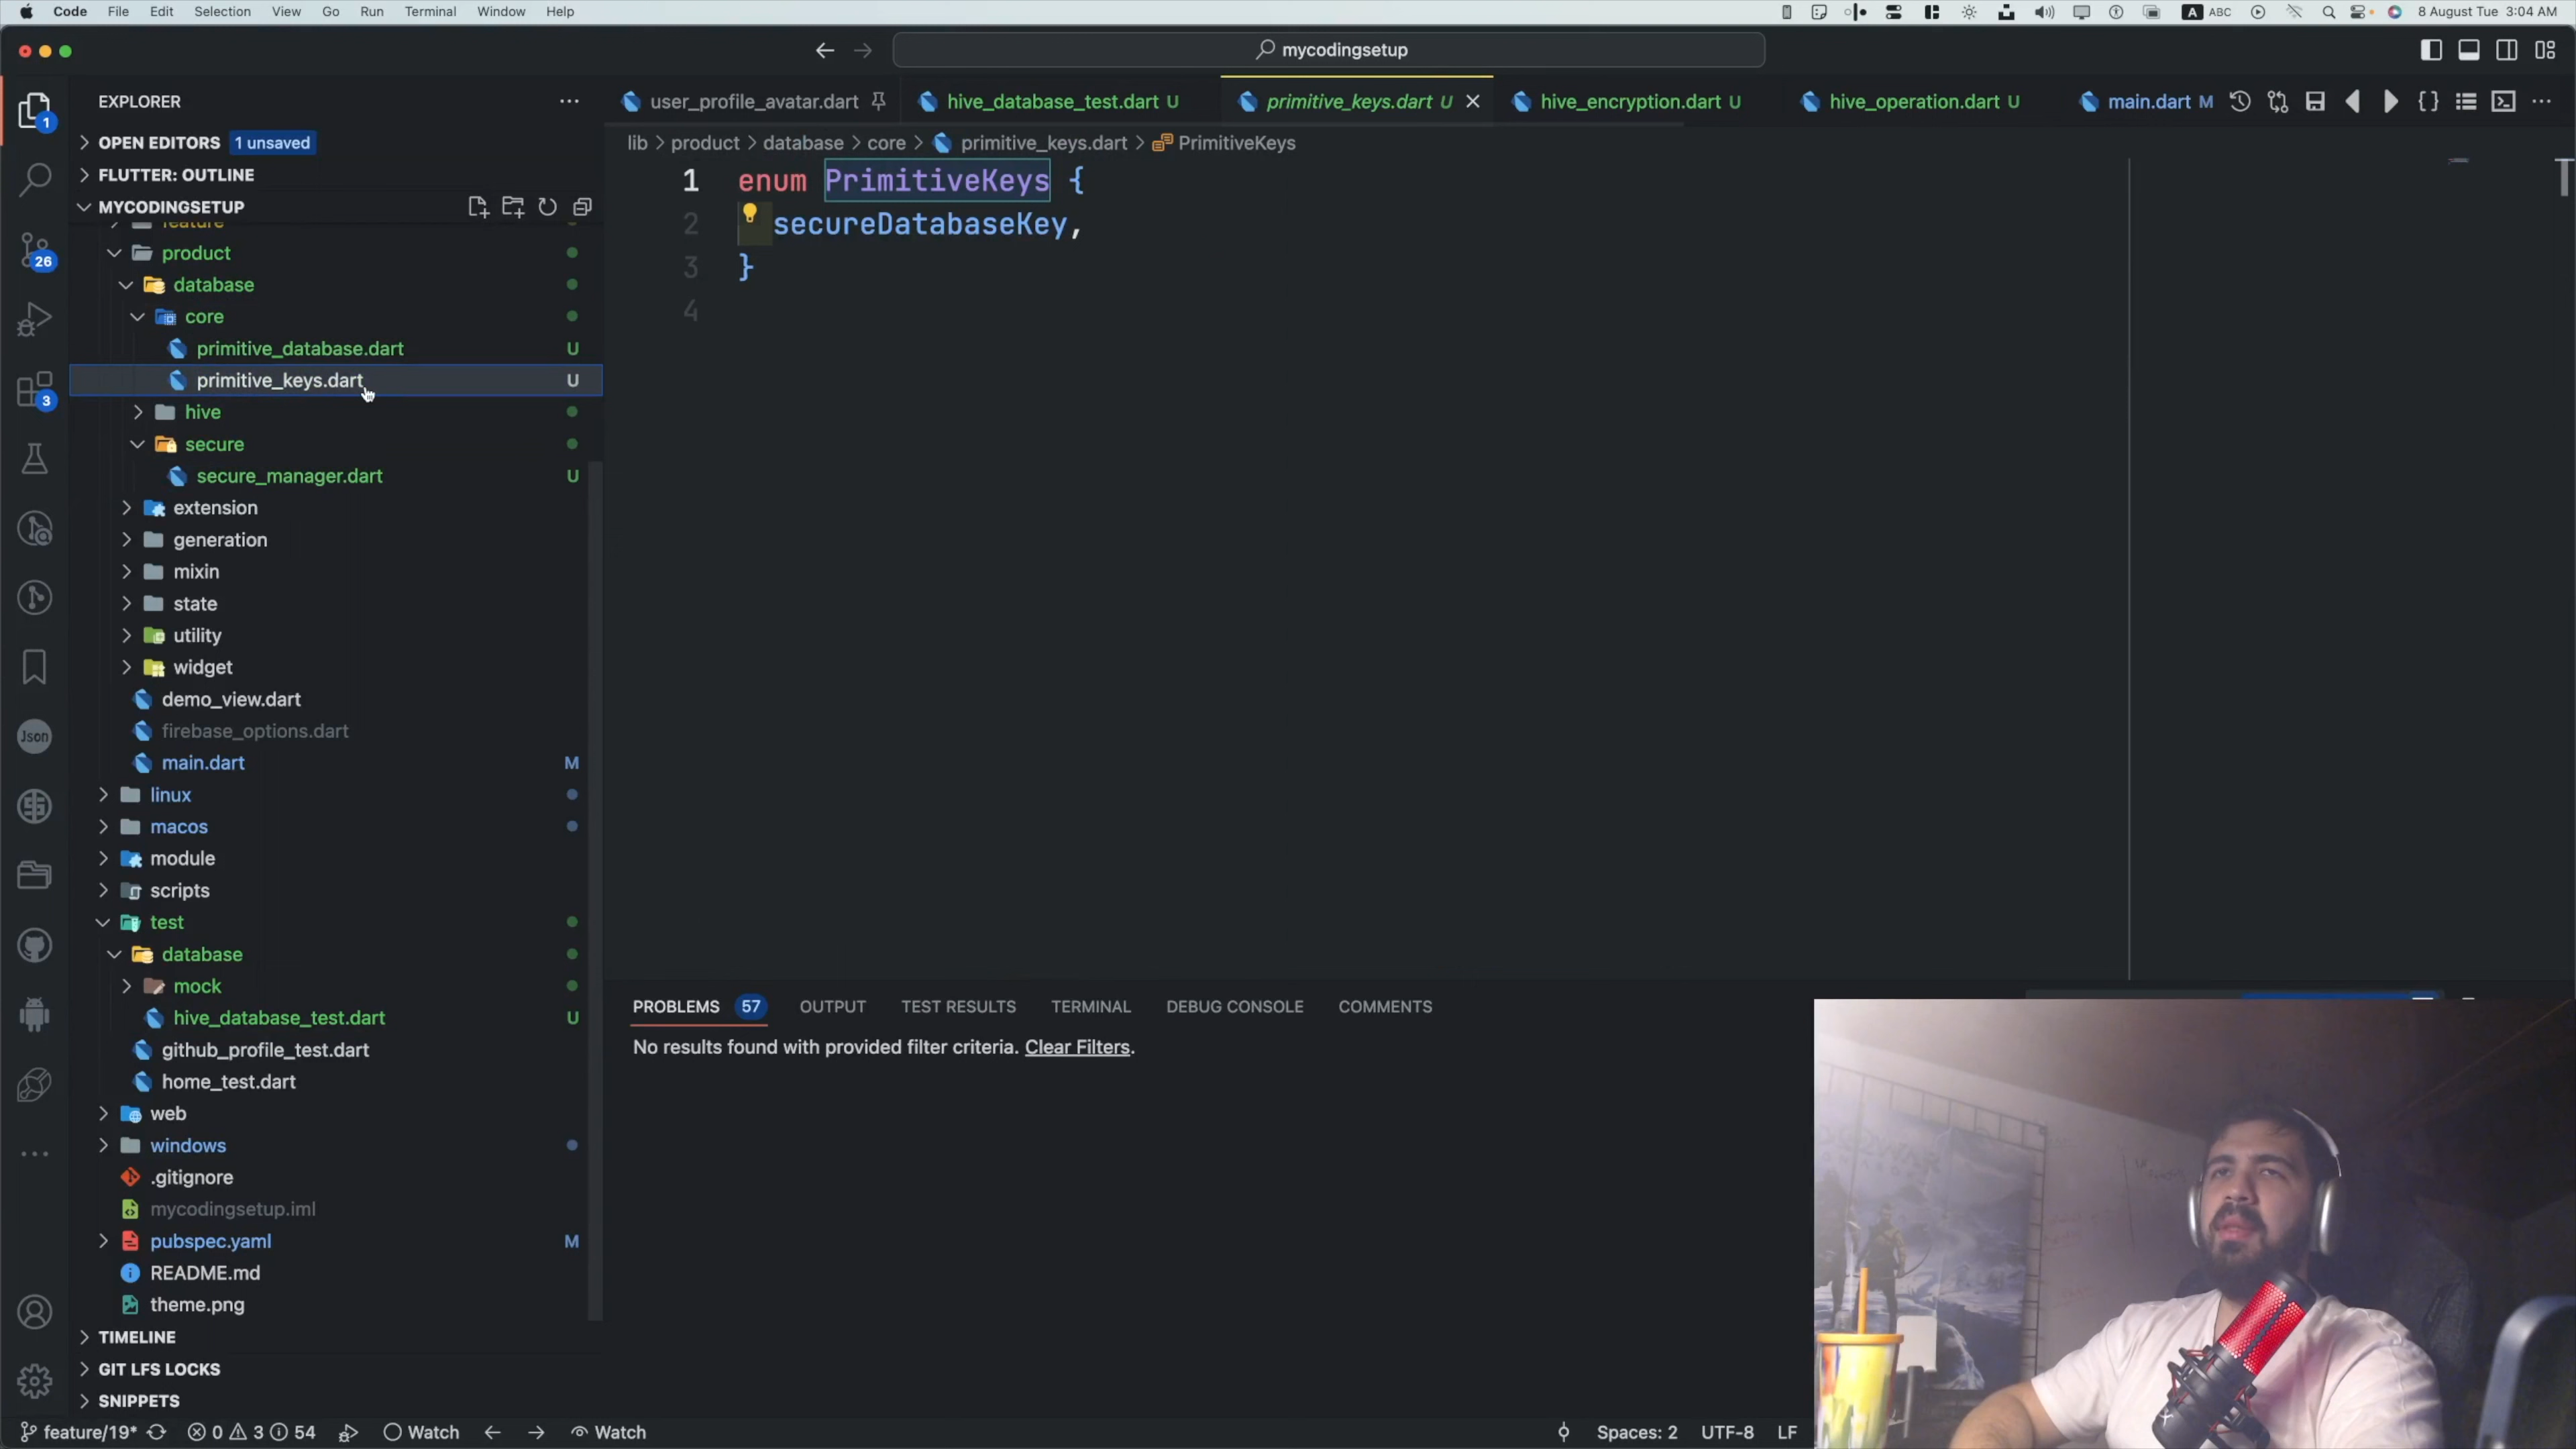 Code File Edit Selection View Go Run Terminal Window Help A ABC 8 August Tue 3:04 AM
mycodingsetup
EXPLORER
user_profile_avatar.dart hive_database_test.dart U primitive_keys.dart U hive_encryption.dart U hive_operation.dart U main.dart M
lib > product > database > core > primitive_keys.dart > PrimitiveKeys
1 enum PrimitiveKeys {
2 secureDatabaseKey,
3 }
4
1
26
3
Json
OPEN EDITORS 1 unsaved
FLUTTER: OUTLINE
MYCODINGSETUP
feature
product
database
core
primitive_database.dart U
primitive_keys.dart U
hive
secure
secure_manager.dart U
extension
generation
mixin
state
utility
widget
demo_view.dart
firebase_options.dart
main.dart M
linux
macos
module
scripts
test
database
mock
hive_database_test.dart U
github_profile_test.dart
home_test.dart
web
windows
.gitignore
mycodingsetup.iml
pubspec.yaml M
README.md
theme.png
TIMELINE
GIT LFS LOCKS
SNIPPETS
PROBLEMS 57 OUTPUT TEST RESULTS TERMINAL DEBUG CONSOLE COMMENTS
No results found with provided filter criteria. Clear Filters.
feature/19* 0 3 54 Watch Watch Spaces: 2 UTF-8 LF